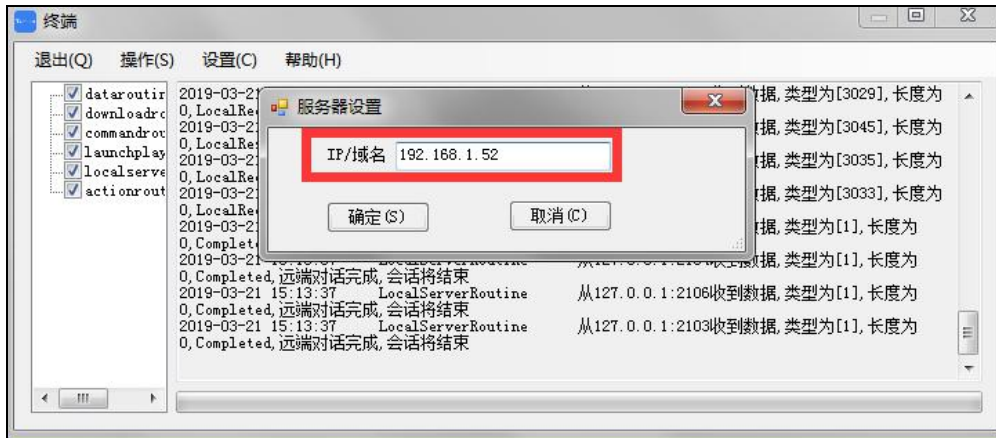 终端
退出(Q) 操作(S) 设置(C) 帮助(H)
dataroutir
downloadrc
commandrou
launchplay
localserve
actionrout
2019-03-21 据,类型为[3029],长度为
0,LocalRe
2019-03-21 据,类型为[3045],长度为
0,LocalRe
2019-03-21 据,类型为[3035],长度为
0,LocalRe
2019-03-21 据,类型为[3033],长度为
0,LocalRe
2019-03-21 据,类型为[1],长度为
0,Complet
2019-03-21 据,类型为[1],长度为
0,Completed,远端对话完成,会话将结束
2019-03-21 15:13:37 LocalServerRoutine 从127.0.0.1:2106收到数据,类型为[1],长度为
0,Completed,远端对话完成,会话将结束
2019-03-21 15:13:37 LocalServerRoutine 从127.0.0.1:2103收到数据,类型为[1],长度为
0,Completed,远端对话完成,会话将结束
服务器设置
IP/域名 192.168.1.52
确定(S) 取消(C)